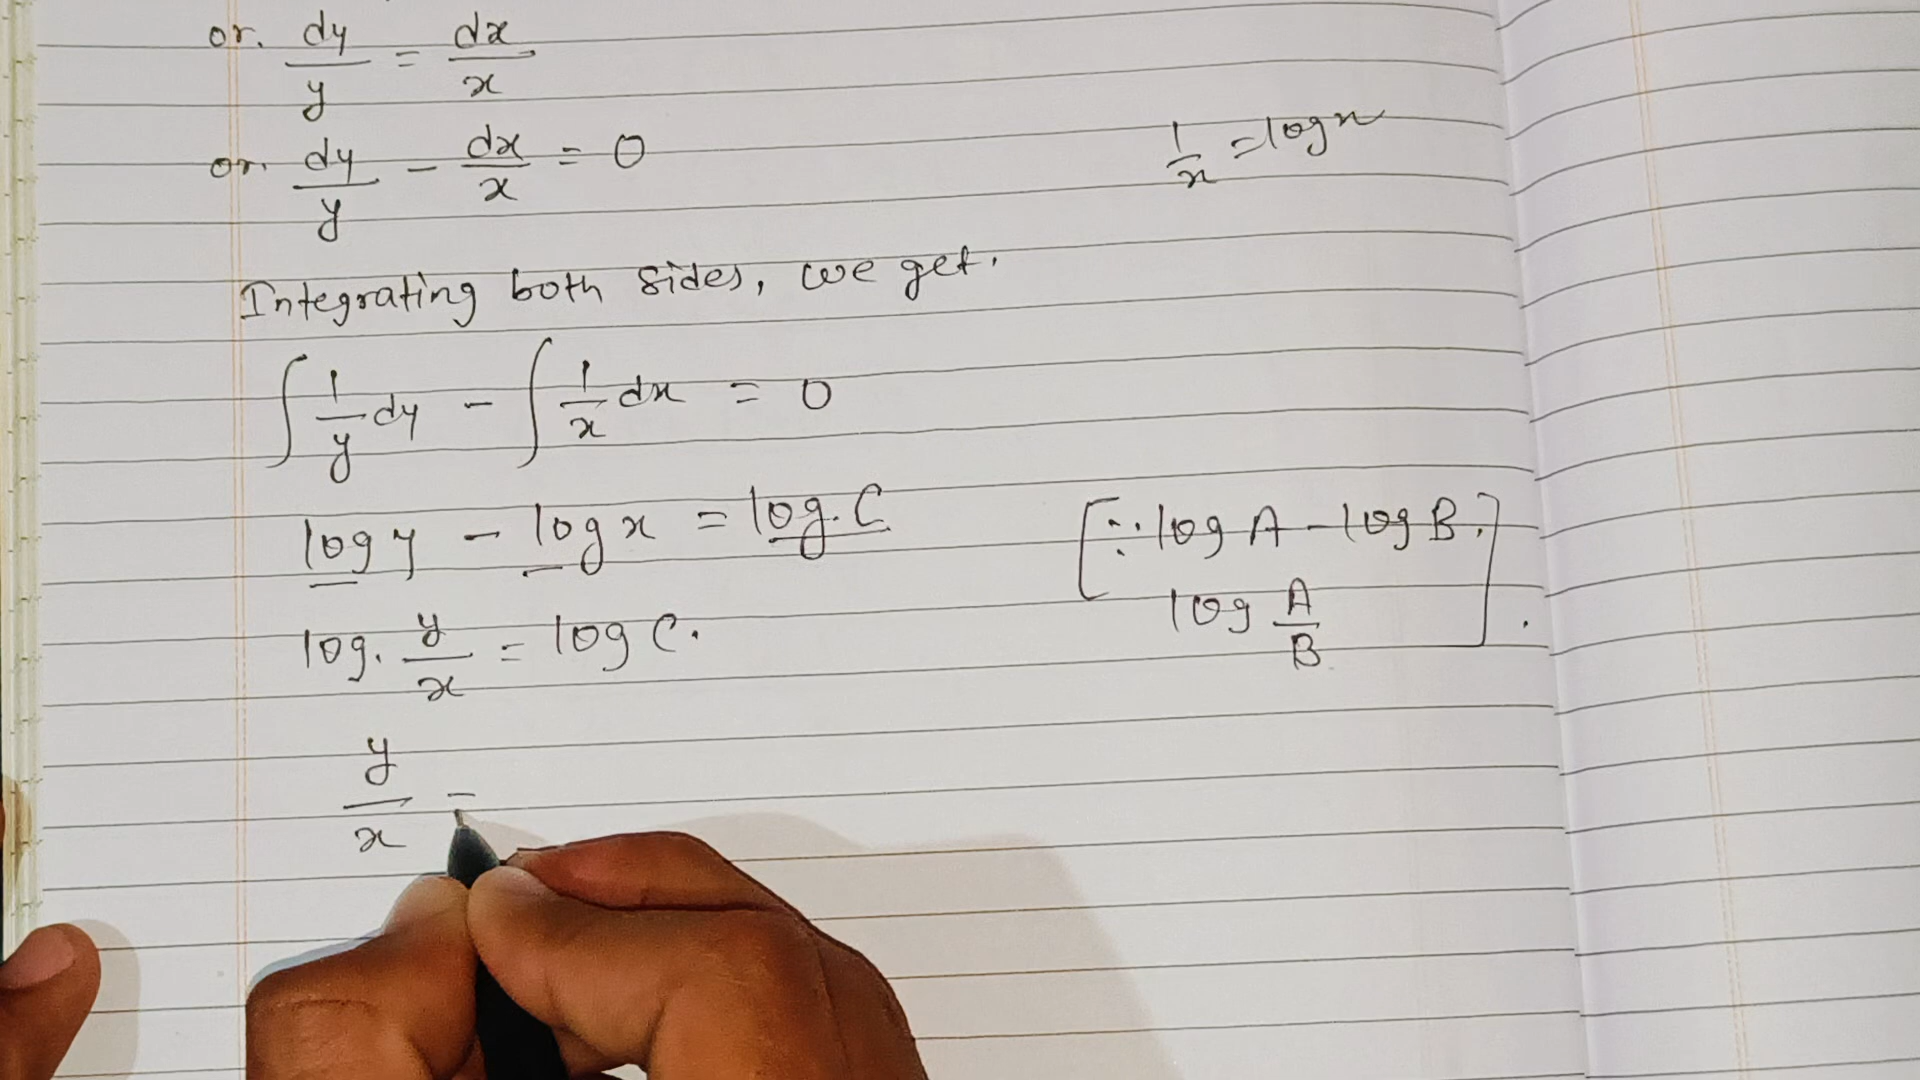 or. dy/y = dx/x
or. dy/y - dx/x = 0
1/x = log x
Integrating both sides, we get.
∫ 1/y dy - ∫ 1/x dx = 0
log y - log x = log. C
[∵ log A - log B.
log A/B].
log. y/x = log C.
y/x =